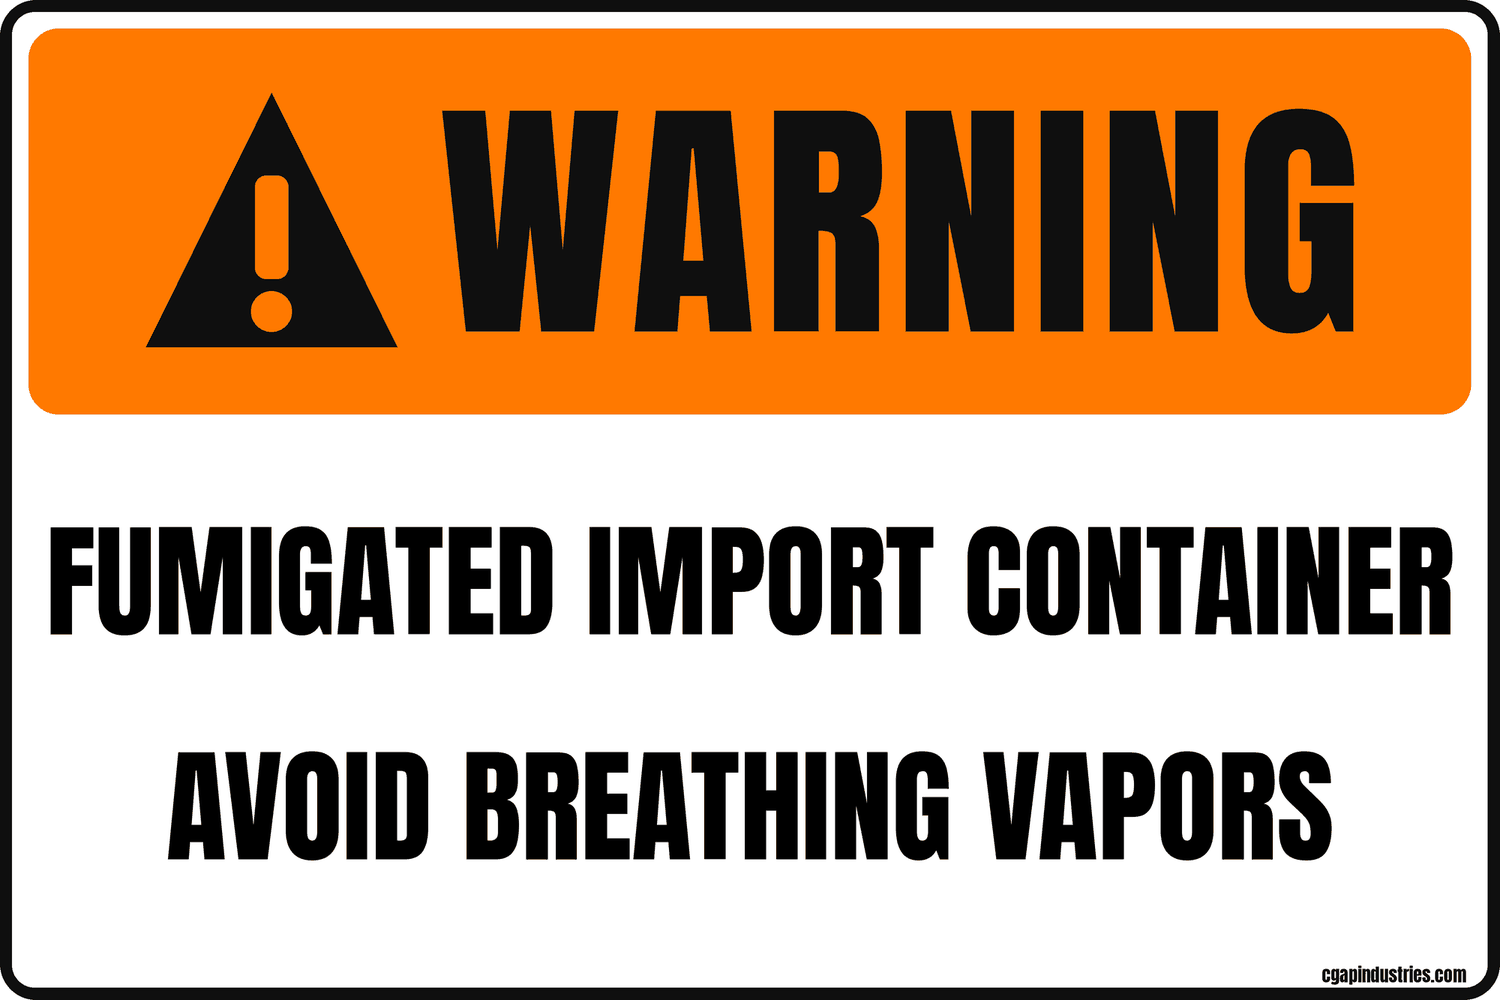 WARNING
FUMIGATED IMPORT CONTAINER
AVOID BREATHING VAPORS
cgapindustries.com